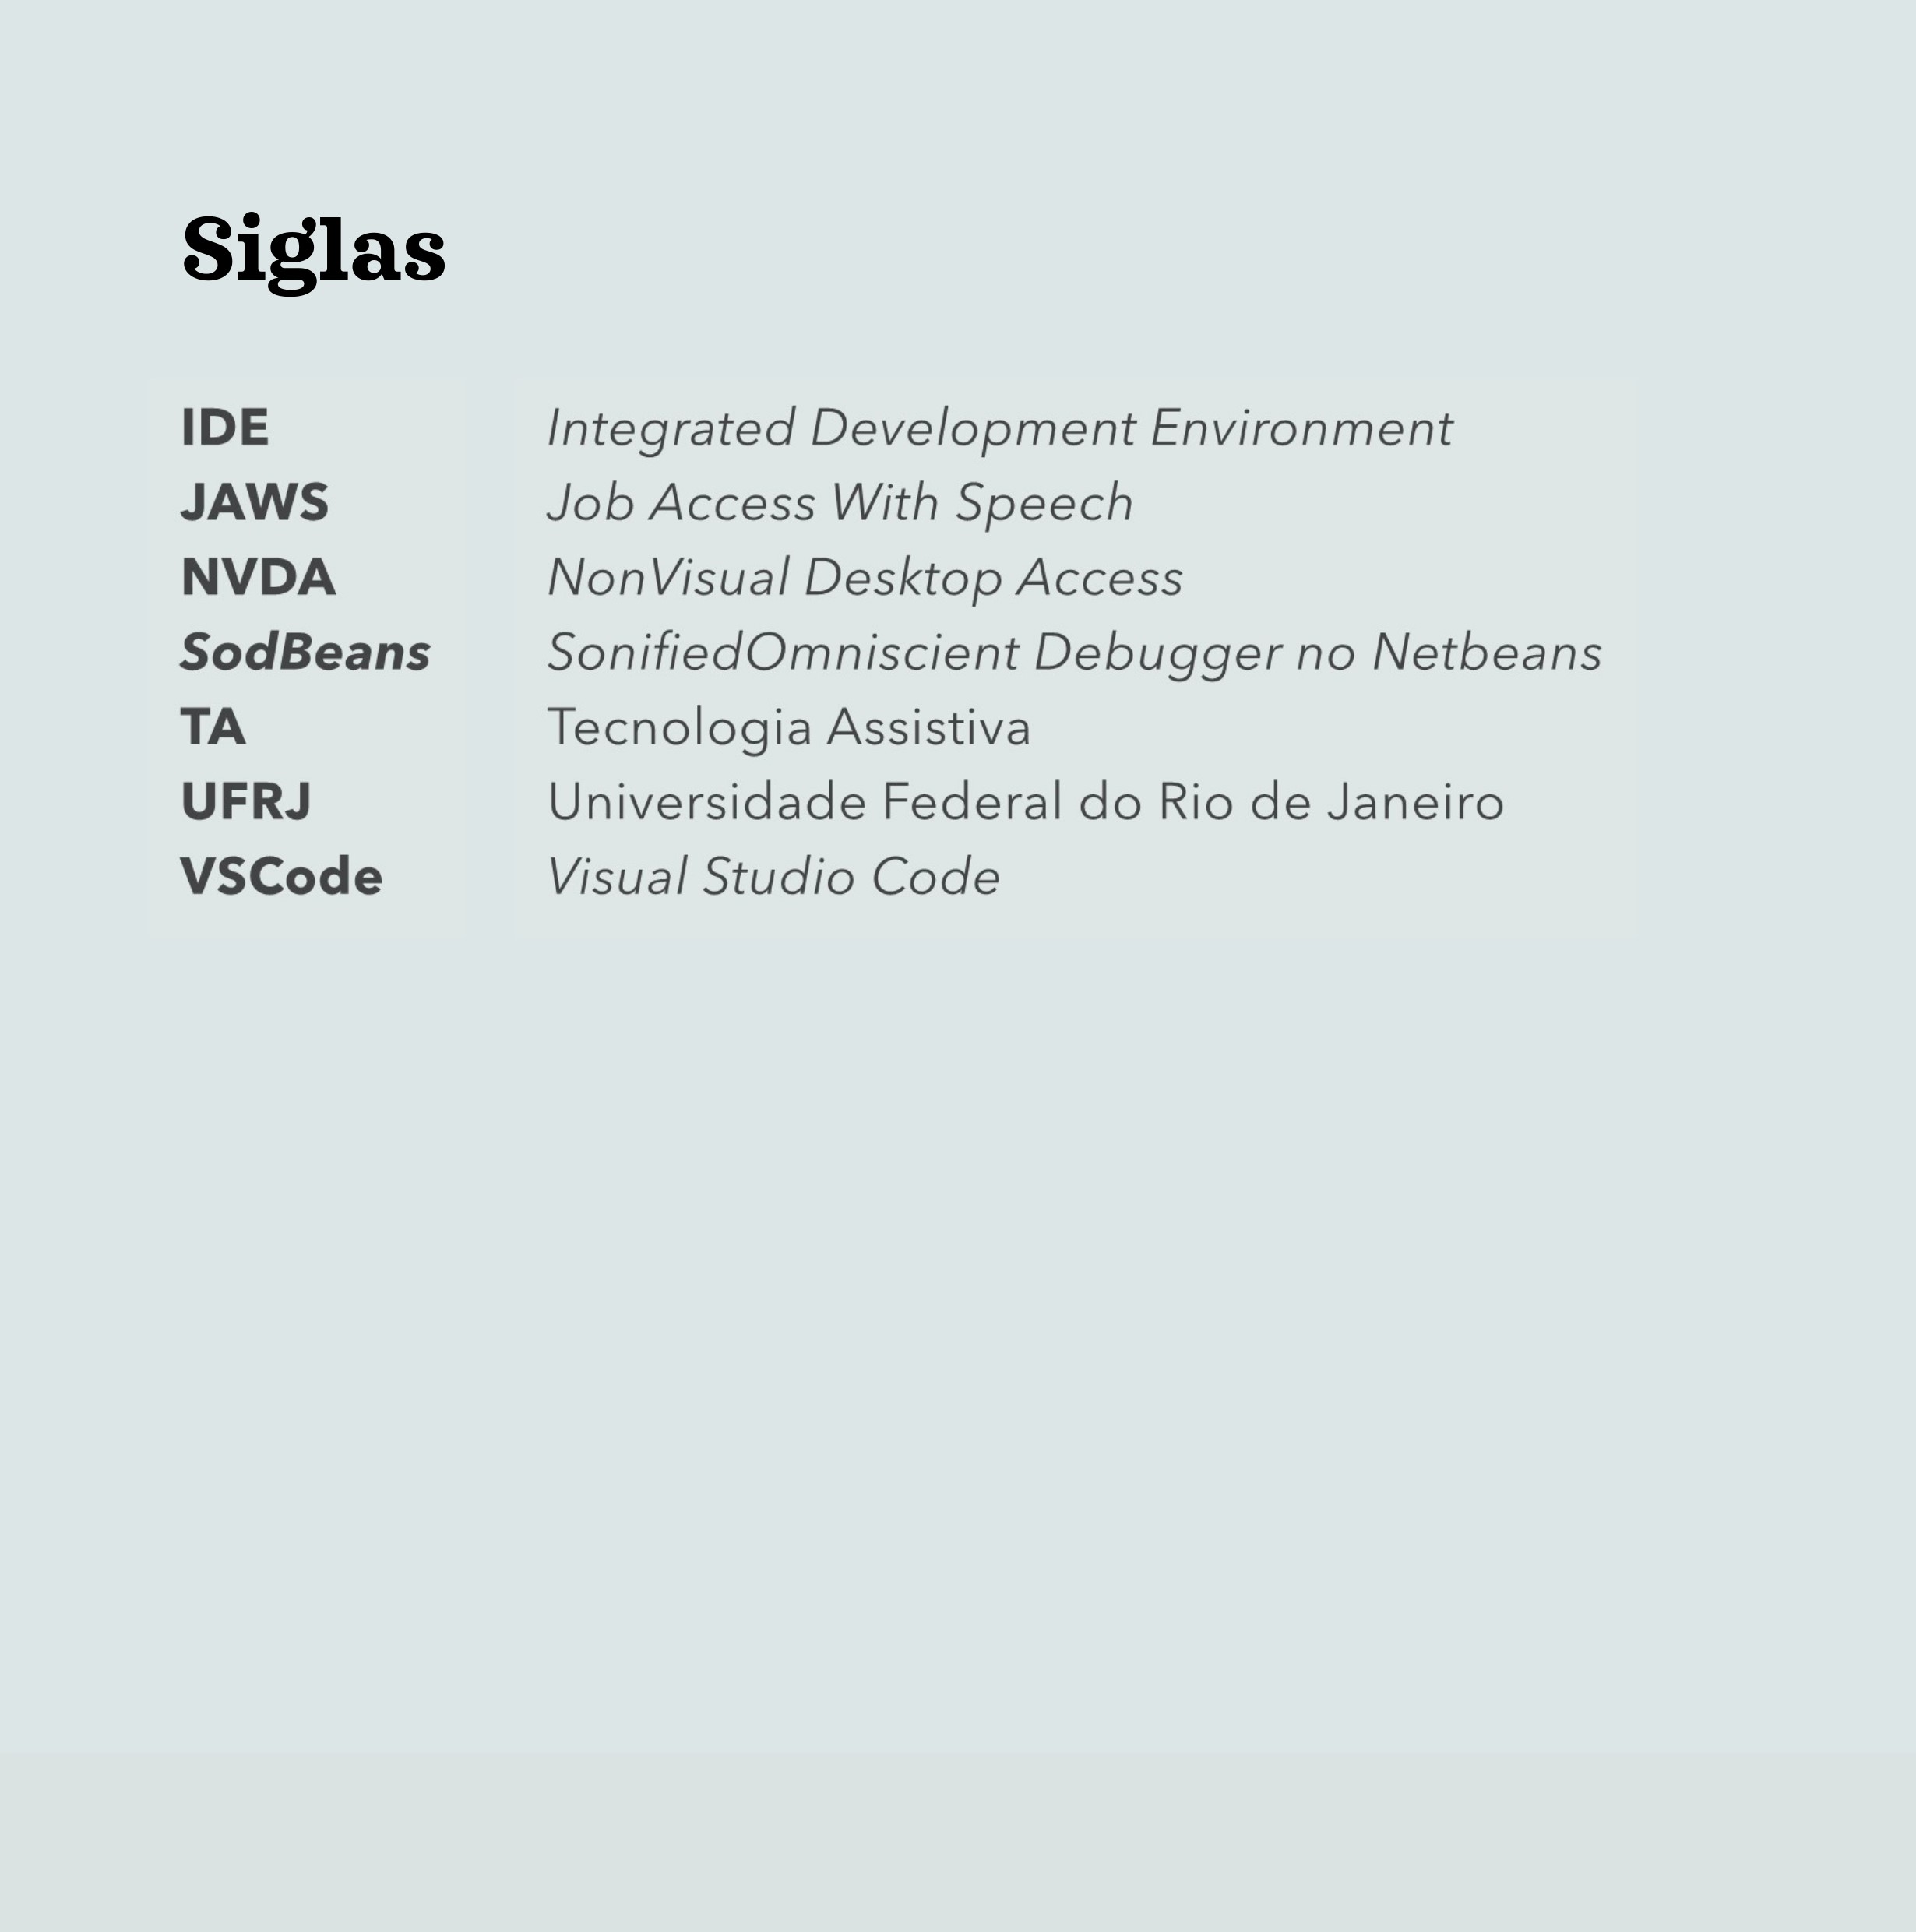 Siglas
IDE Integrated Development Environment
JAWS Job Access With Speech
NVDA NonVisual Desktop Access
SodBeans SonifiedOmniscient Debugger no Netbeans
TA Tecnologia Assistiva
UFRJ Universidade Federal do Rio de Janeiro
VSCode Visual Studio Code